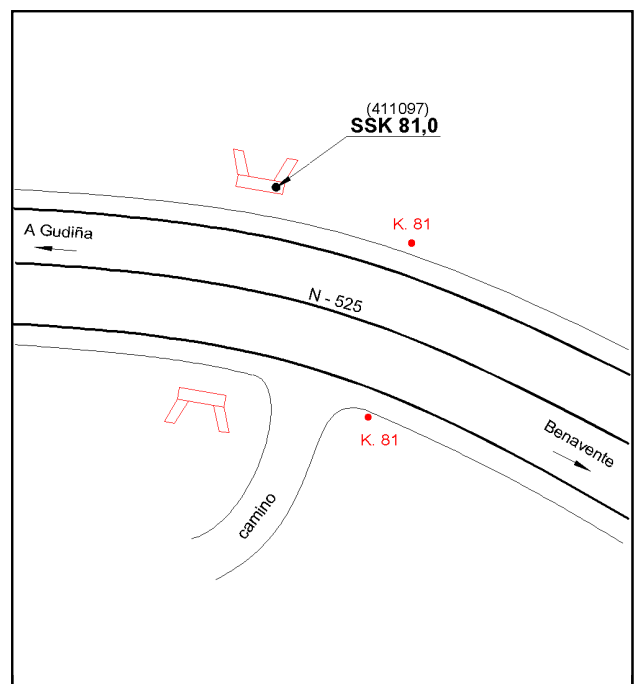 (411097)
SSK 81,0
K. 81
A Gudiña
N - 525
K. 81
Benavente
camino